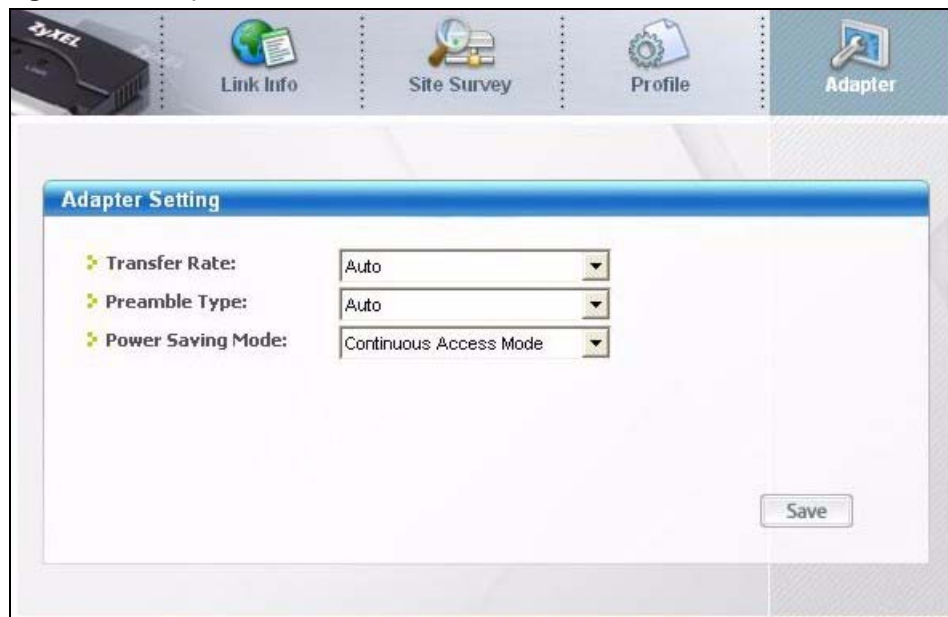 ZyXEL
Link Info
Site Survey
Profile
Adapter
Adapter Setting
Transfer Rate: Auto
Preamble Type: Auto
Power Saving Mode: Continuous Access Mode
Save